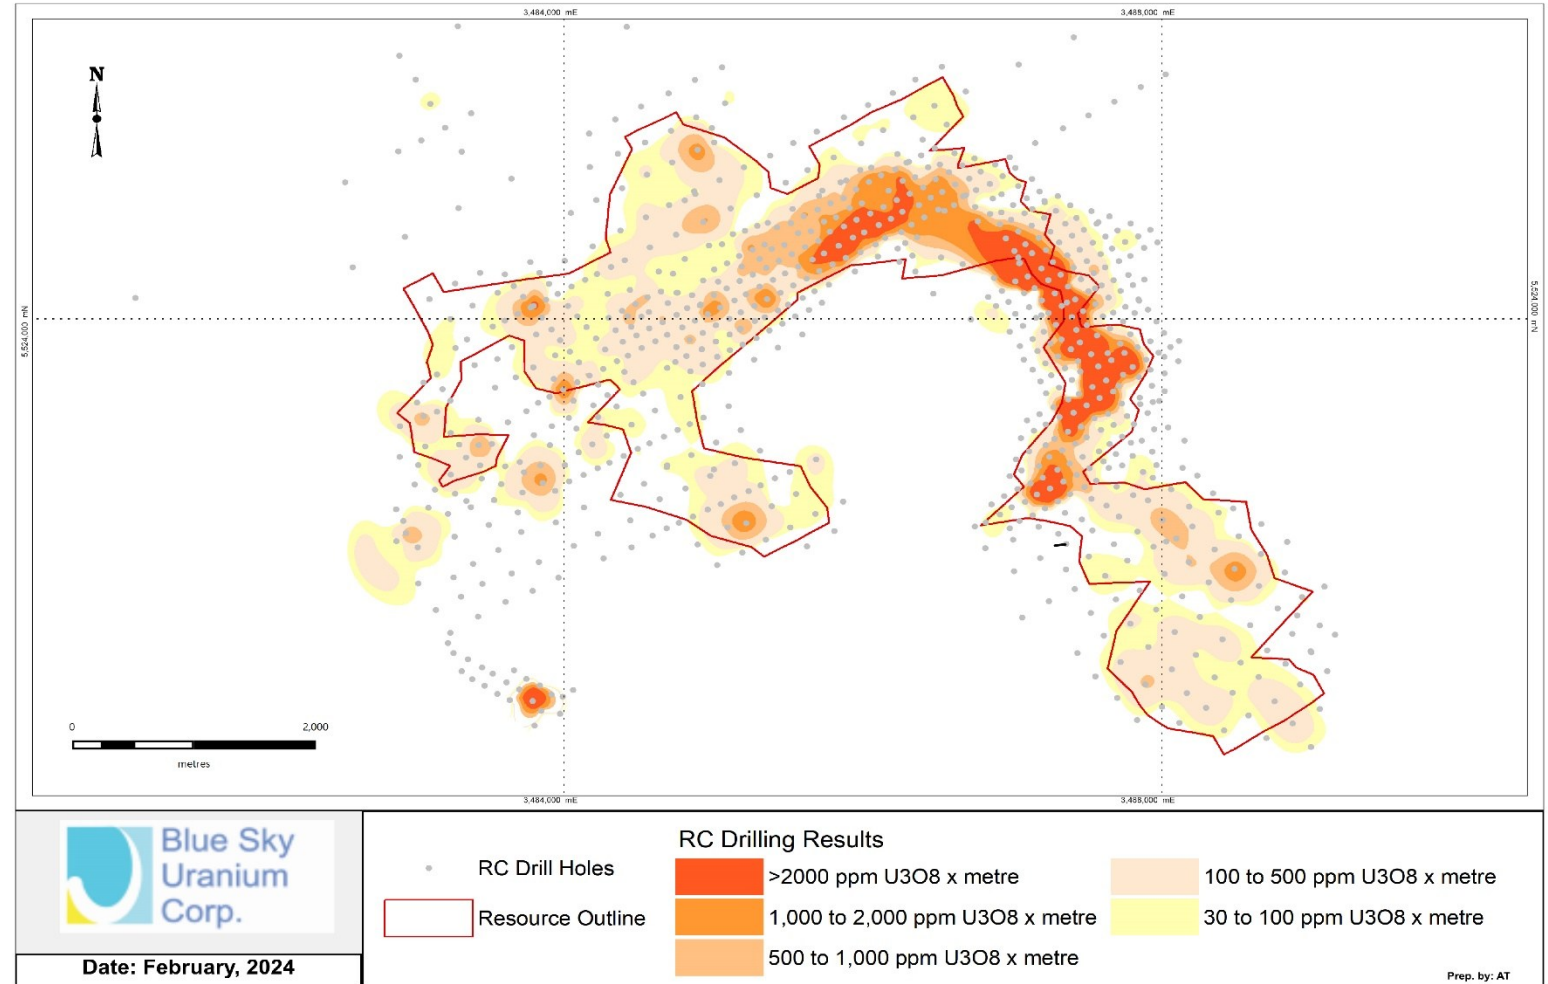 3,484,000 mE
3,488,000 mE
N
5,524,000 mN
5,524,000 mN
0
2,000
metres
3,484,000 mE
3,488,000 mE
Blue Sky
Uranium
Corp.
Date: February, 2024
RC Drill Holes
Resource Outline
RC Drilling Results
>2000 ppm U3O8 x metre
1,000 to 2,000 ppm U3O8 x metre
500 to 1,000 ppm U3O8 x metre
100 to 500 ppm U3O8 x metre
30 to 100 ppm U3O8 x metre
Prep. by: AT